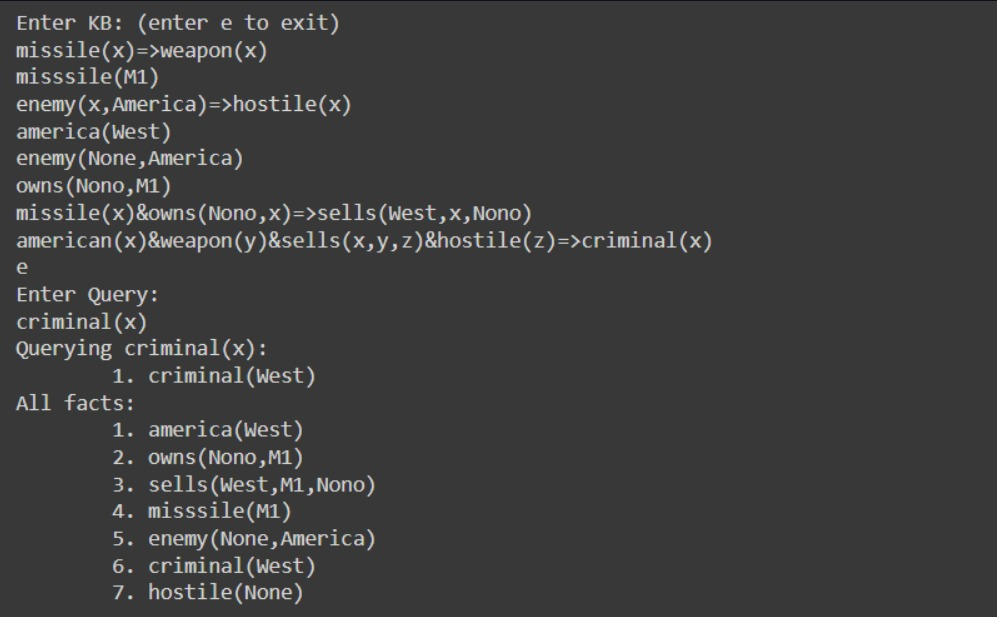 Enter KB: (enter e to exit)
missile(x)=>weapon(x)
misssile(M1)
enemy(x,America)=>hostile(x)
america(West)
enemy(None,America)
owns(Nono,M1)
missile(x)&owns(Nono,x)=>sells(West,x,Nono)
american(x)&weapon(y)&sells(x,y,z)&hostile(z)=>criminal(x)
e
Enter Query:
criminal(x)
Querying criminal(x):
1. criminal(West)
All facts:
1. america(West)
2. owns(Nono,M1)
3. sells(West,M1,Nono)
4. misssile(M1)
5. enemy(None,America)
6. criminal(West)
7. hostile(None)